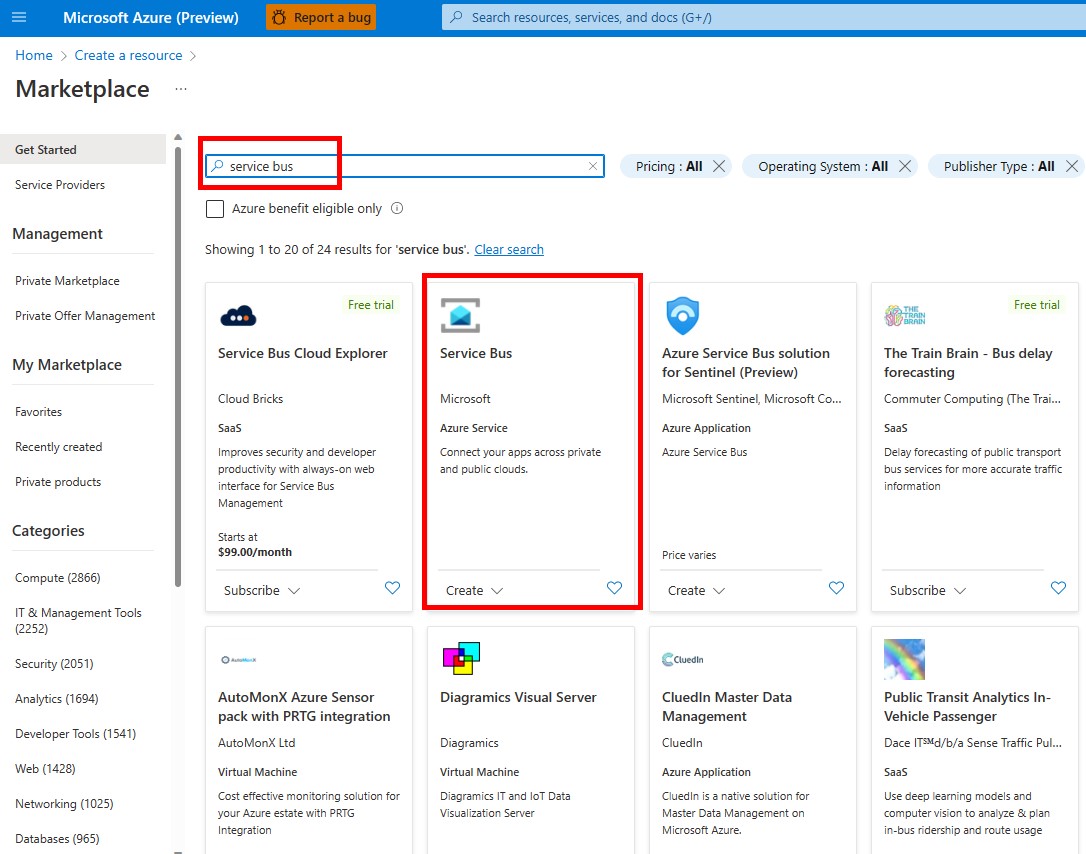 Microsoft Azure (Preview)
Report a bug
Search resources, services, and docs (G+/)
Home > Create a resource >
Marketplace ...
Get Started
Service Providers
Management
Private Marketplace
Private Offer Management
My Marketplace
Favorites
Recently created
Private products
Categories
Compute (2866)
IT & Management Tools
(2252)
Security (2051)
Analytics (1694)
Developer Tools (1541)
Web (1428)
Networking (1025)
Databases (965)
service bus
Pricing : All
Operating System : All
Publisher Type : All
Azure benefit eligible only
Showing 1 to 20 of 24 results for 'service bus'. Clear search
Free trial
Service Bus Cloud Explorer
Cloud Bricks
SaaS
Improves security and developer
productivity with always-on web
interface for Service Bus
Management
Starts at
$99.00/month
Subscribe
Service Bus
Microsoft
Azure Service
Connect your apps across private
and public clouds.
Create
Azure Service Bus solution
for Sentinel (Preview)
Microsoft Sentinel, Microsoft Co...
Azure Application
Azure Service Bus
Price varies
Create
THE
TRAIN
BRAIN
Free trial
The Train Brain - Bus delay
forecasting
Commuter Computing (The Trai...
SaaS
Delay forecasting of public transport
bus services for more accurate traffic
information
Subscribe
AutoMonX
AutoMonX Azure Sensor
pack with PRTG integration
AutoMonX Ltd
Virtual Machine
Cost effective monitoring solution for
your Azure estate with PRTG
Integration
Diagramics Visual Server
Diagramics
Virtual Machine
Diagramics IT and IoT Data
Visualization Server
CluedIn
CluedIn Master Data
Management
CluedIn
Azure Application
CluedIn is a native solution for
Master Data Management on
Microsoft Azure.
Public Transit Analytics In-
Vehicle Passenger
Dace IT℠d/b/a Sense Traffic Pul...
SaaS
Use deep learning models and
computer vision to analyze & plan
in-bus ridership and route usage